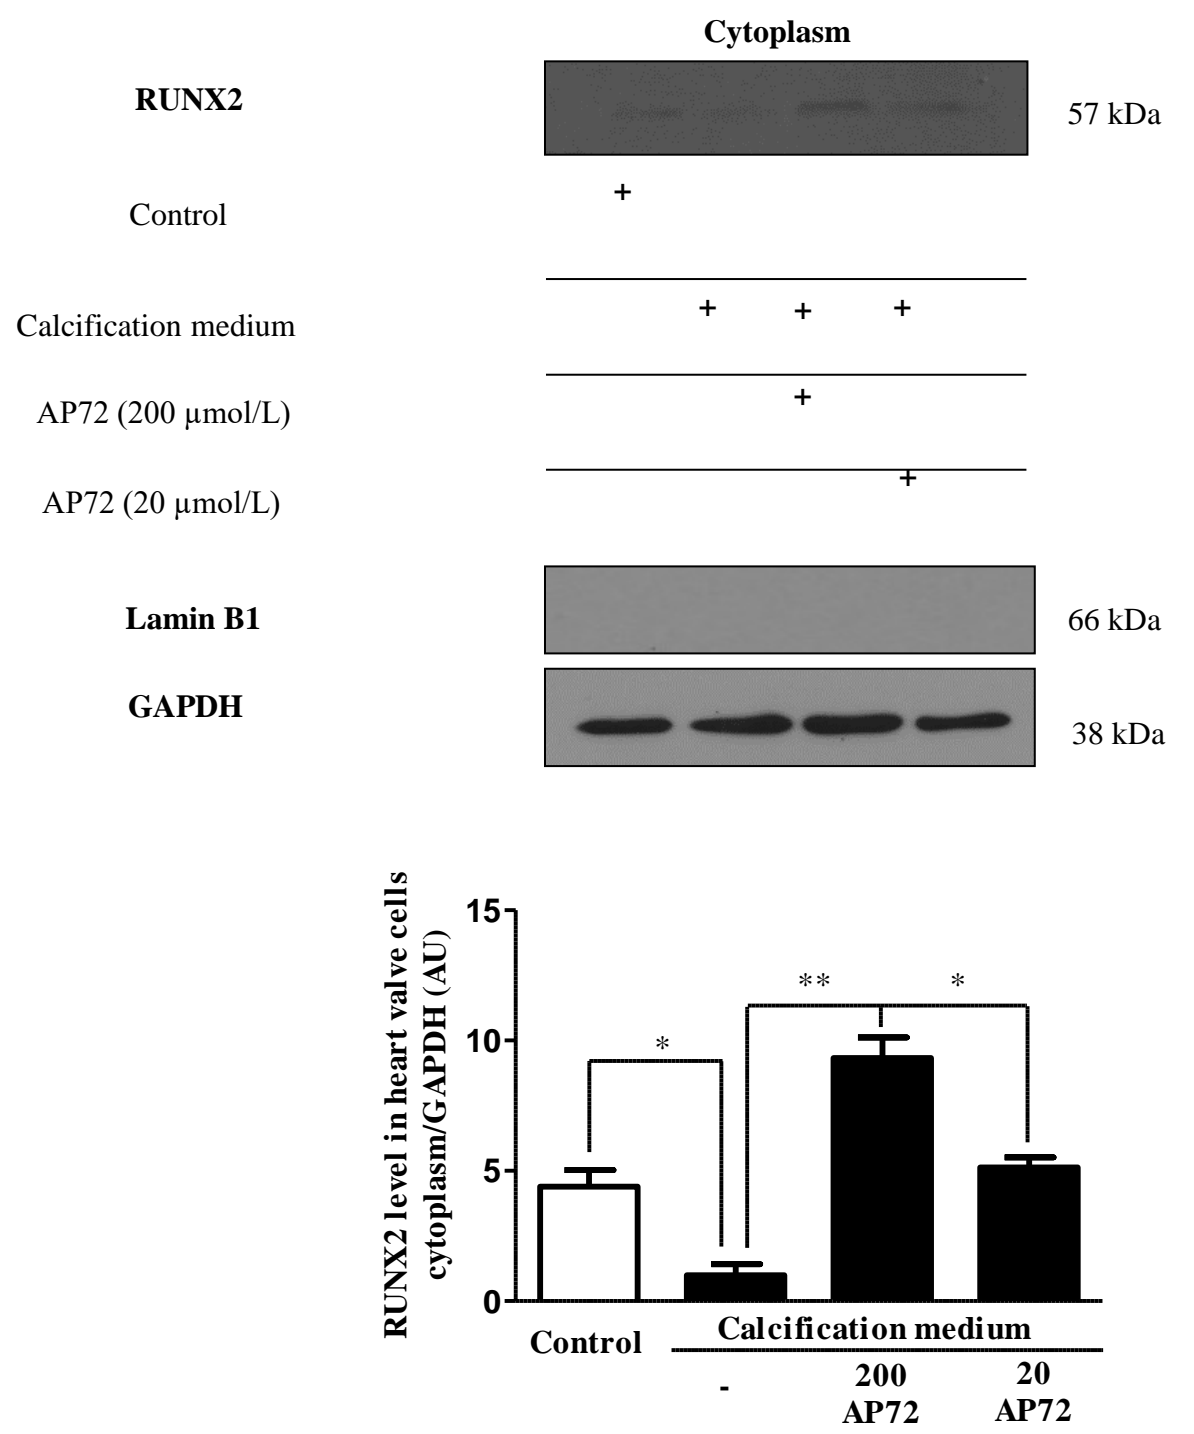 Cytoplasm
RUNX2
57 kDa
+
Control
+ + +
Calcification medium
+
AP72 (200 µmol/L)
+
AP72 (20 µmol/L)
Lamin B1
66 kDa
GAPDH
38 kDa
RUNX2 level in heart valve cells
cytoplasm/GAPDH (AU)
15
10
5
0
*
**
*
Control
Calcification medium
-
200
AP72
20
AP72